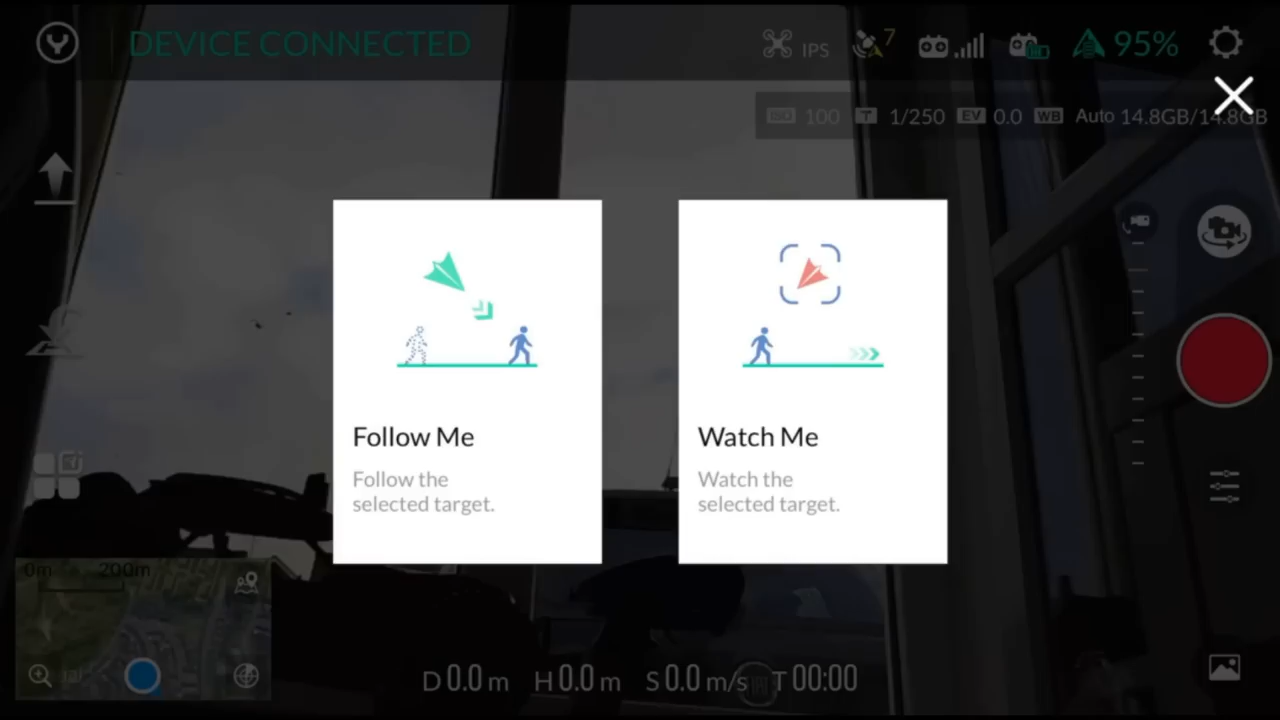 DEVICE CONNECTED
IPS
7
95%
ISO 100 T 1/250 EV 0.0 WB Auto 14.8GB/14.8GB
Follow Me
Follow the
selected target.
Watch Me
Watch the
selected target.
0m 200m
D 0.0 m H 0.0 m S 0.0 m/s T 00:00